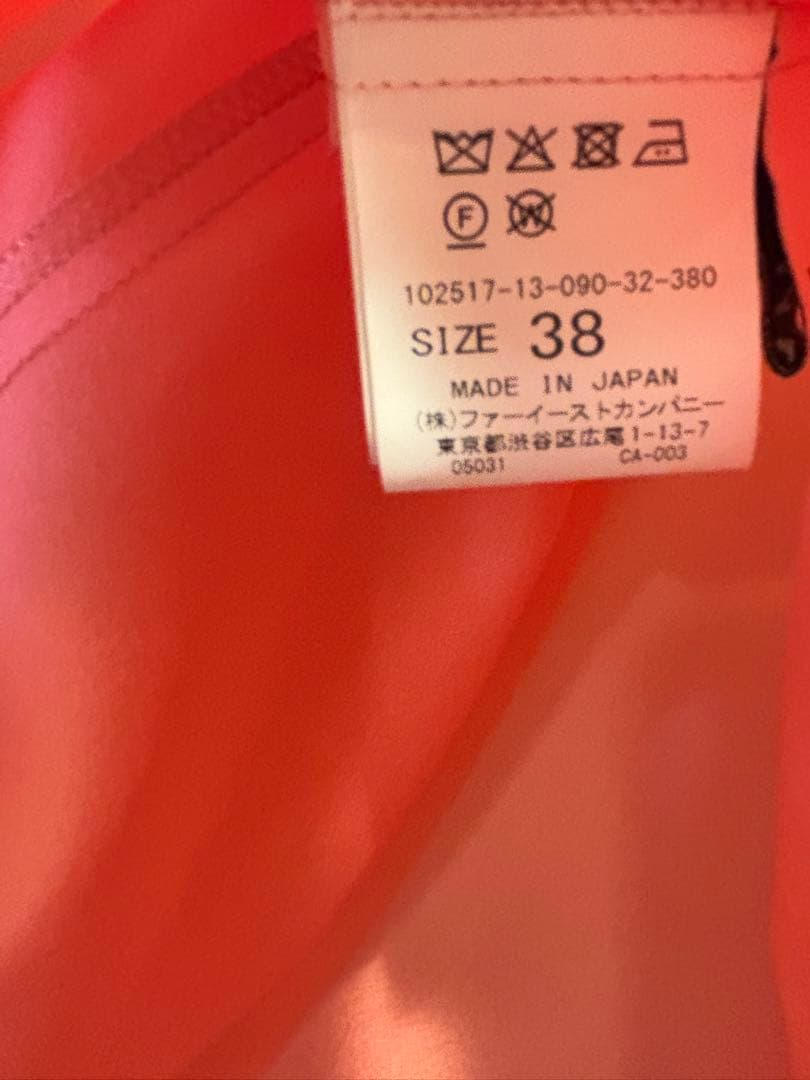 F W
102517-13-090-32-380
SIZE 38
MADE IN JAPAN
(株)ファーイーストカンパニー
東京都渋谷区広尾1-13-7
05031 CA-003